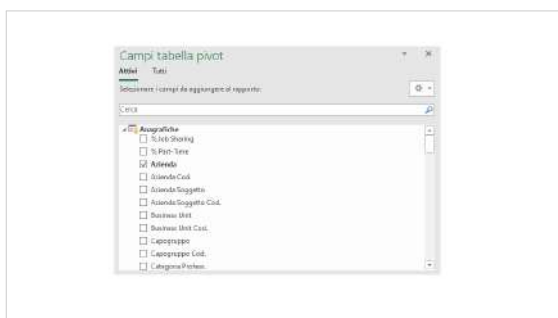 Campi tabella pivot
Attivi Tutti
Selezionare i campi da aggiungere al rapporto:
Cerca
Anagrafiche
% Job Sharing
% Part-Time
Azienda
Azienda Cod.
Azienda Soggetto
Azienda Soggetto Cod.
Business Unit
Business Unit Cod.
Capogruppo
Capogruppo Cod.
Categoria Profess.